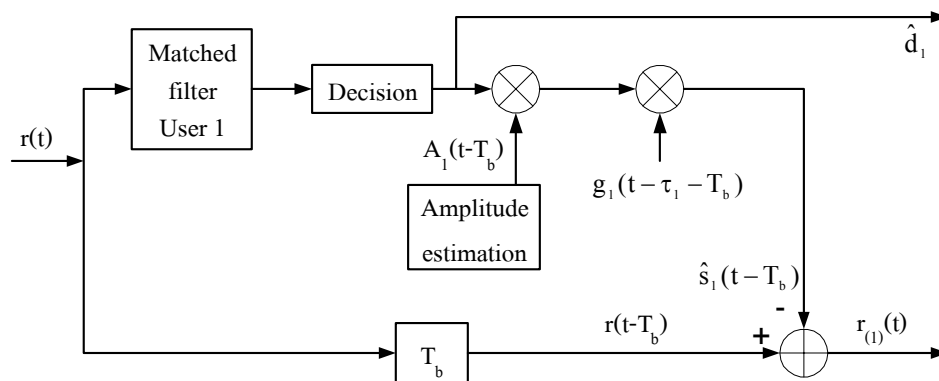 Matched
filter
User 1
Decision
d̂₁
r(t)
A₁(t-T_b)
g₁(t − τ₁ − T_b)
Amplitude
estimation
ŝ₁(t − T_b)
-
r(t-T_b)
+
r₍₁₎(t)
T_b